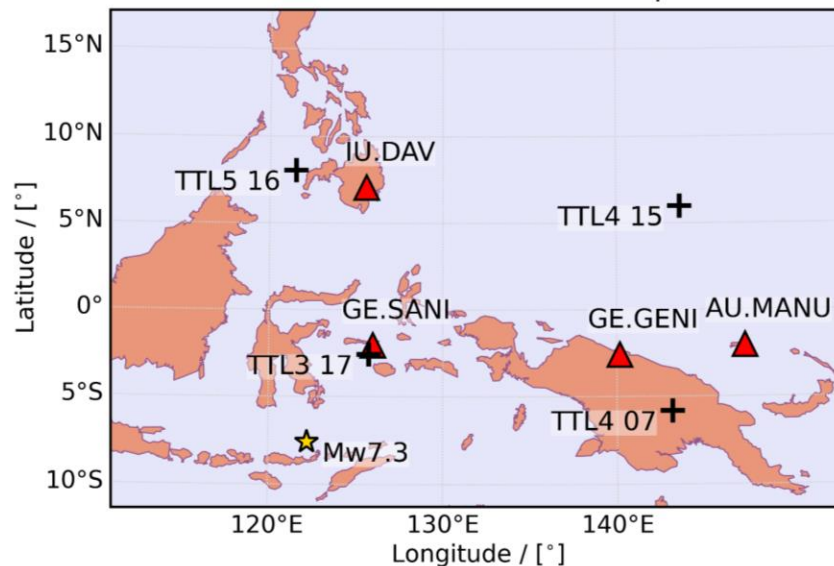 15°N
10°N
5°N
0°
5°S
10°S
Latitude / [°]
IU.DAV
TTL5 16
TTL4 15
GE.SANI
GE.GENI
AU.MANU
TTL3 17
TTL4 07
Mw7.3
120°E
130°E
140°E
Longitude / [°]